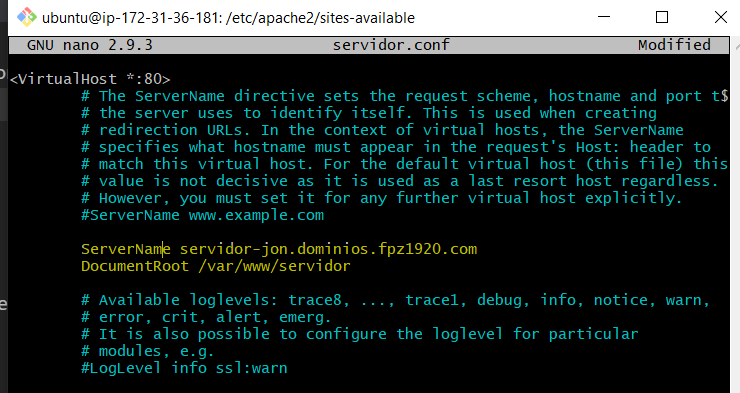 ubuntu@ip-172-31-36-181: /etc/apache2/sites-available
GNU nano 2.9.3 servidor.conf Modified
<VirtualHost *:80>
# The ServerName directive sets the request scheme, hostname and port t$
# the server uses to identify itself. This is used when creating
# redirection URLs. In the context of virtual hosts, the ServerName
# specifies what hostname must appear in the request's Host: header to
# match this virtual host. For the default virtual host (this file) this
# value is not decisive as it is used as a last resort host regardless.
# However, you must set it for any further virtual host explicitly.
#ServerName www.example.com
ServerName servidor-jon.dominios.fpz1920.com
DocumentRoot /var/www/servidor
# Available loglevels: trace8, ..., trace1, debug, info, notice, warn,
# error, crit, alert, emerg.
# It is also possible to configure the loglevel for particular
# modules, e.g.
#LogLevel info ssl:warn